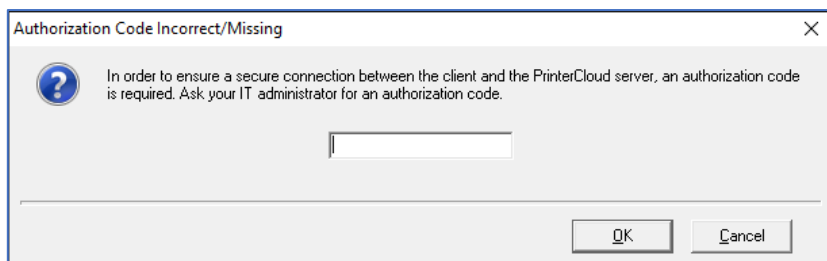 Authorization Code Incorrect/Missing
In order to ensure a secure connection between the client and the PrinterCloud server, an authorization code
is required. Ask your IT administrator for an authorization code.
OK
Cancel